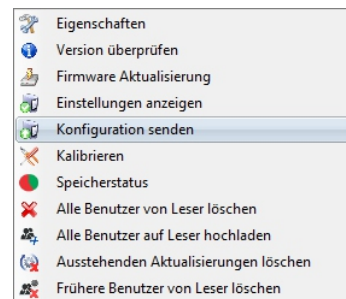 Eigenschaften
Version überprüfen
Firmware Aktualisierung
Einstellungen anzeigen
Konfiguration senden
Kalibrieren
Speicherstatus
Alle Benutzer von Leser löschen
Alle Benutzer auf Leser hochladen
Ausstehenden Aktualisierungen löschen
Frühere Benutzer von Leser löschen